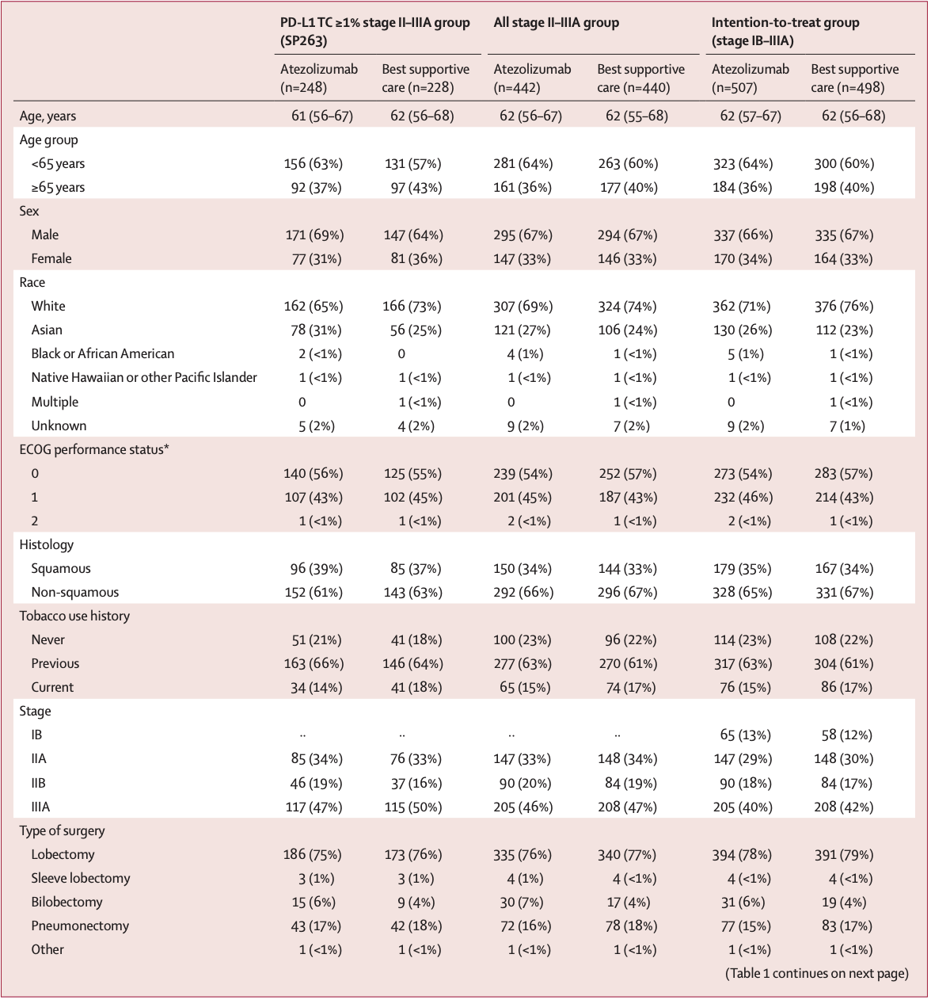 PD-L1 TC ≥1% stage II–IIIA group All stage II–IIIA group Intention-to-treat group
(SP263) (stage IB–IIIA)
Atezolizumab Best supportive Atezolizumab Best supportive Atezolizumab Best supportive
(n=248) care (n=228) (n=442) care (n=440) (n=507) care (n=498)
Age, years 61 (56–67) 62 (56–68) 62 (56–67) 62 (55–68) 62 (57–67) 62 (56–68)
Age group
<65 years 156 (63%) 131 (57%) 281 (64%) 263 (60%) 323 (64%) 300 (60%)
≥65 years 92 (37%) 97 (43%) 161 (36%) 177 (40%) 184 (36%) 198 (40%)
Sex
Male 171 (69%) 147 (64%) 295 (67%) 294 (67%) 337 (66%) 335 (67%)
Female 77 (31%) 81 (36%) 147 (33%) 146 (33%) 170 (34%) 164 (33%)
Race
White 162 (65%) 166 (73%) 307 (69%) 324 (74%) 362 (71%) 376 (76%)
Asian 78 (31%) 56 (25%) 121 (27%) 106 (24%) 130 (26%) 112 (23%)
Black or African American 2 (<1%) 0 4 (1%) 1 (<1%) 5 (1%) 1 (<1%)
Native Hawaiian or other Pacific Islander 1 (<1%) 1 (<1%) 1 (<1%) 1 (<1%) 1 (<1%) 1 (<1%)
Multiple 0 1 (<1%) 0 1 (<1%) 0 1 (<1%)
Unknown 5 (2%) 4 (2%) 9 (2%) 7 (2%) 9 (2%) 7 (1%)
ECOG performance status*
0 140 (56%) 125 (55%) 239 (54%) 252 (57%) 273 (54%) 283 (57%)
1 107 (43%) 102 (45%) 201 (45%) 187 (43%) 232 (46%) 214 (43%)
2 1 (<1%) 1 (<1%) 2 (<1%) 1 (<1%) 2 (<1%) 1 (<1%)
Histology
Squamous 96 (39%) 85 (37%) 150 (34%) 144 (33%) 179 (35%) 167 (34%)
Non-squamous 152 (61%) 143 (63%) 292 (66%) 296 (67%) 328 (65%) 331 (67%)
Tobacco use history
Never 51 (21%) 41 (18%) 100 (23%) 96 (22%) 114 (23%) 108 (22%)
Previous 163 (66%) 146 (64%) 277 (63%) 270 (61%) 317 (63%) 304 (61%)
Current 34 (14%) 41 (18%) 65 (15%) 74 (17%) 76 (15%) 86 (17%)
Stage
IB ·· ·· ·· ·· 65 (13%) 58 (12%)
IIA 85 (34%) 76 (33%) 147 (33%) 148 (34%) 147 (29%) 148 (30%)
IIB 46 (19%) 37 (16%) 90 (20%) 84 (19%) 90 (18%) 84 (17%)
IIIA 117 (47%) 115 (50%) 205 (46%) 208 (47%) 205 (40%) 208 (42%)
Type of surgery
Lobectomy 186 (75%) 173 (76%) 335 (76%) 340 (77%) 394 (78%) 391 (79%)
Sleeve lobectomy 3 (1%) 3 (1%) 4 (1%) 4 (<1%) 4 (<1%) 4 (<1%)
Bilobectomy 15 (6%) 9 (4%) 30 (7%) 17 (4%) 31 (6%) 19 (4%)
Pneumonectomy 43 (17%) 42 (18%) 72 (16%) 78 (18%) 77 (15%) 83 (17%)
Other 1 (<1%) 1 (<1%) 1 (<1%) 1 (<1%) 1 (<1%) 1 (<1%)
(Table 1 continues on next page)